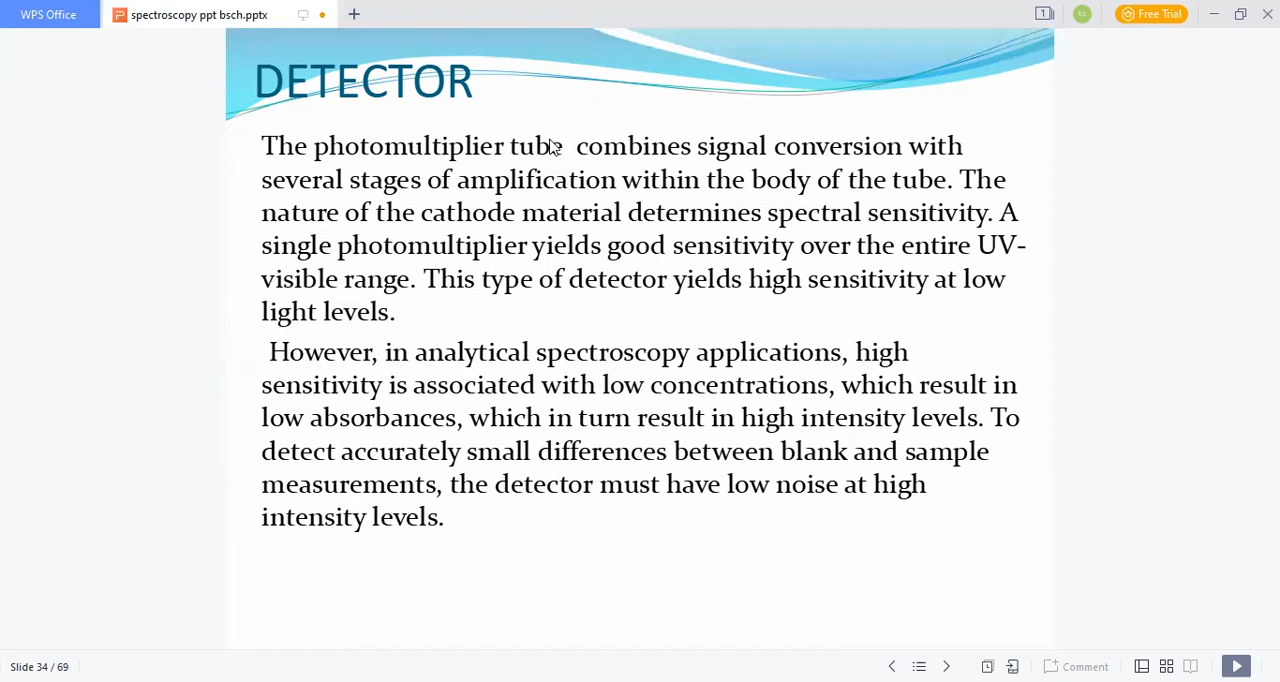 WPS Office
spectroscopy ppt bsch.pptx
1
Free Trial
DETECTOR
The photomultiplier tube combines signal conversion with
several stages of amplification within the body of the tube. The
nature of the cathode material determines spectral sensitivity. A
single photomultiplier yields good sensitivity over the entire UV-
visible range. This type of detector yields high sensitivity at low
light levels.
However, in analytical spectroscopy applications, high
sensitivity is associated with low concentrations, which result in
low absorbances, which in turn result in high intensity levels. To
detect accurately small differences between blank and sample
measurements, the detector must have low noise at high
intensity levels.
Slide 34 / 69
Comment